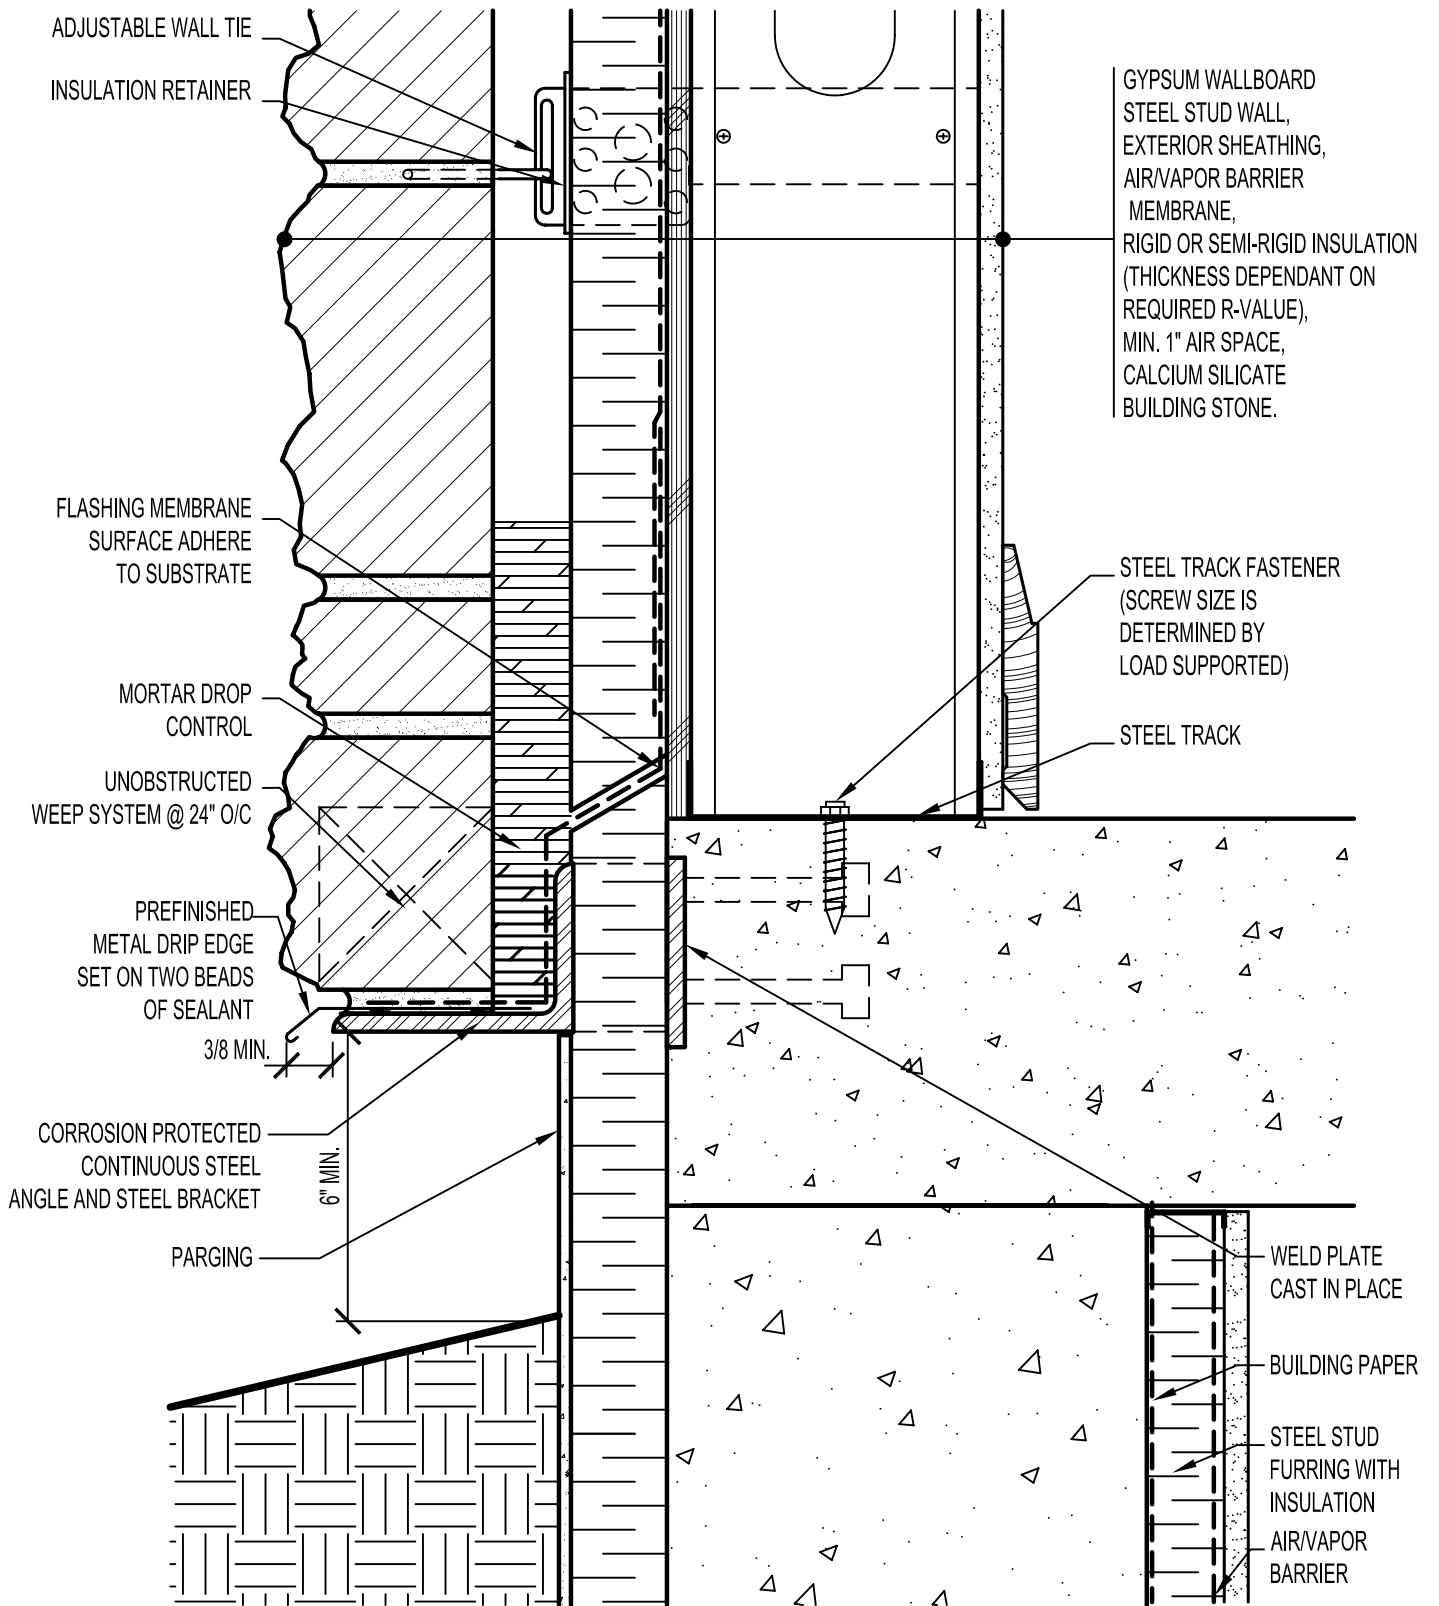 ADJUSTABLE WALL TIE
INSULATION RETAINER
GYPSUM WALLBOARD
STEEL STUD WALL,
EXTERIOR SHEATHING,
AIR/VAPOR BARRIER
MEMBRANE,
RIGID OR SEMI-RIGID INSULATION
(THICKNESS DEPENDANT ON
REQUIRED R-VALUE),
MIN. 1" AIR SPACE,
CALCIUM SILICATE
BUILDING STONE.
FLASHING MEMBRANE
SURFACE ADHERE
TO SUBSTRATE
STEEL TRACK FASTENER
(SCREW SIZE IS
DETERMINED BY
LOAD SUPPORTED)
MORTAR DROP
CONTROL
STEEL TRACK
UNOBSTRUCTED
WEEP SYSTEM @ 24" O/C
PREFINISHED
METAL DRIP EDGE
SET ON TWO BEADS
OF SEALANT
3/8 MIN.
CORROSION PROTECTED
CONTINUOUS STEEL
ANGLE AND STEEL BRACKET
6" MIN.
PARGING
WELD PLATE
CAST IN PLACE
BUILDING PAPER
STEEL STUD
FURRING WITH
INSULATION
AIR/VAPOR
BARRIER